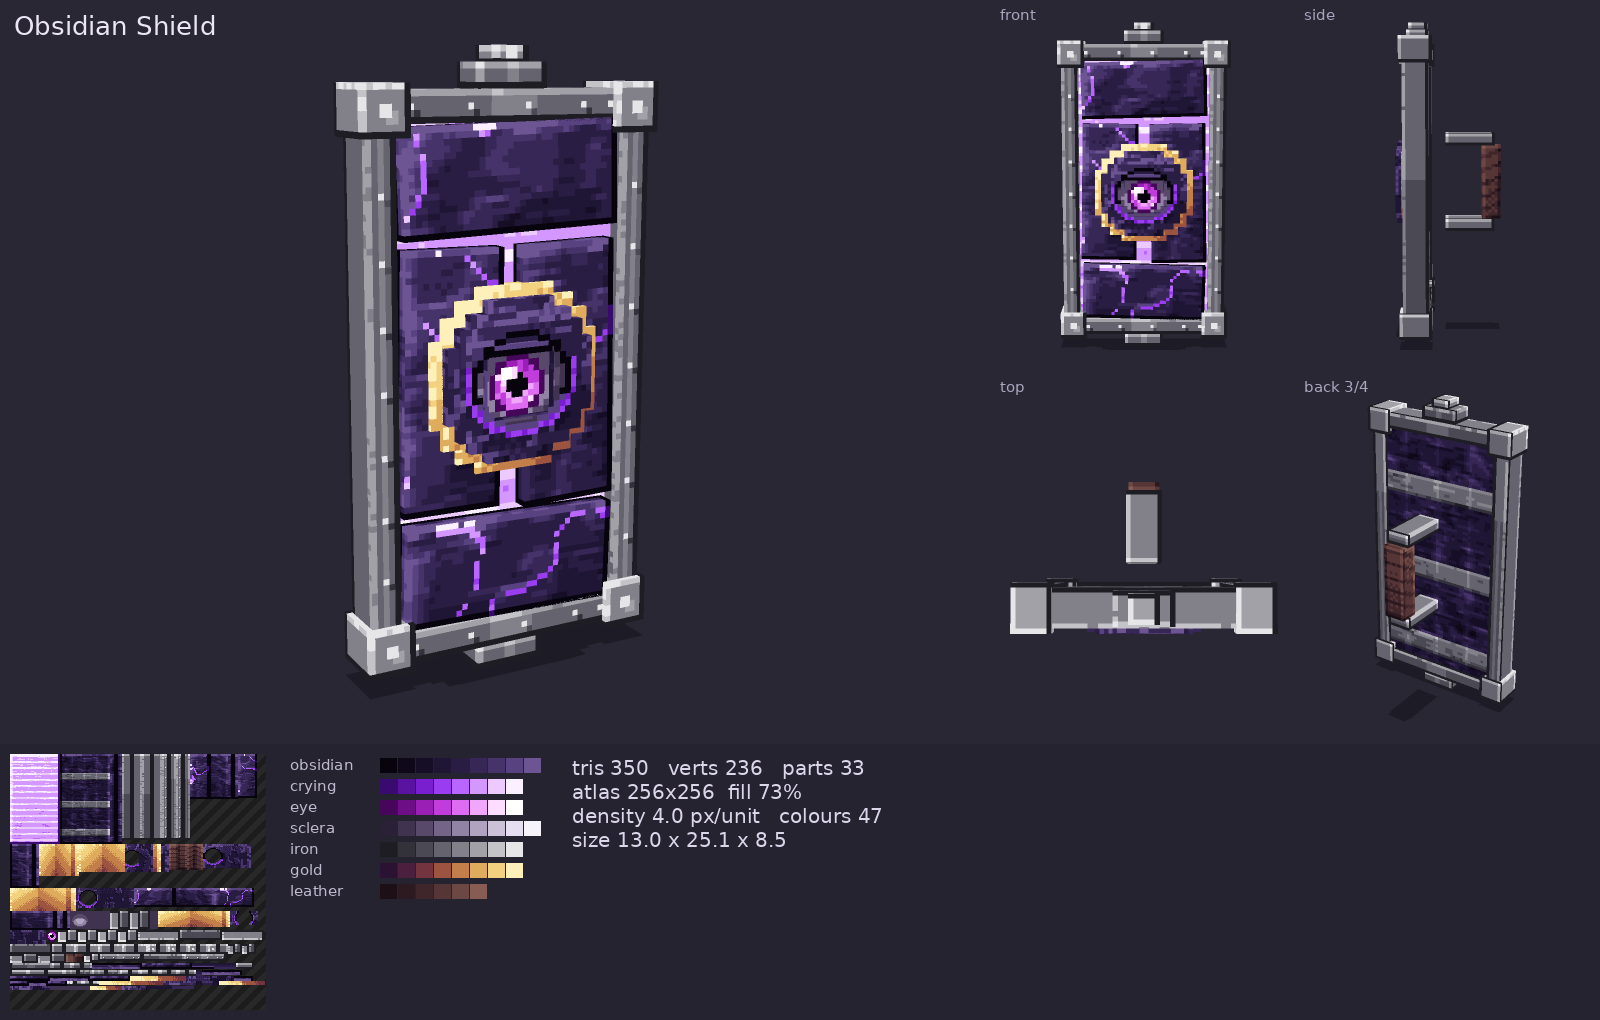 Obsidian Shield
front
side
top
back 3/4
obsidian
crying
eye
sclera
iron
gold
leather
tris 350 verts 236 parts 33
atlas 256x256 fill 73%
density 4.0 px/unit colours 47
size 13.0 x 25.1 x 8.5